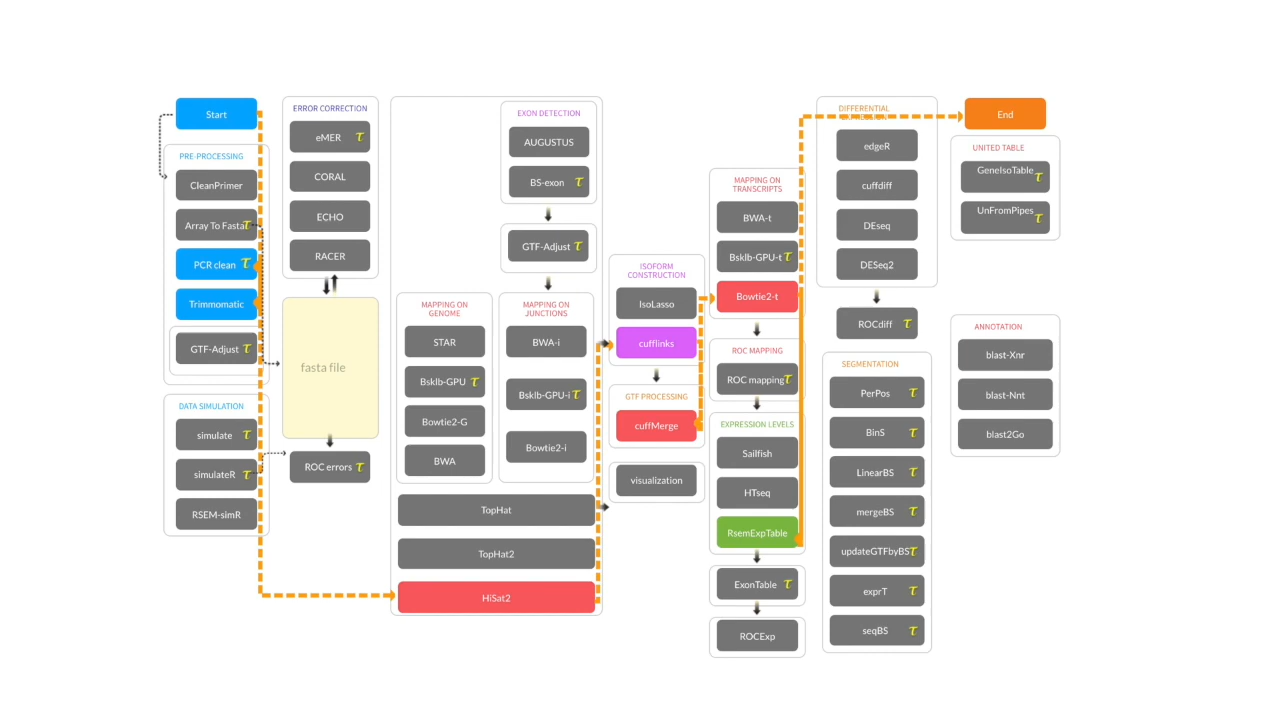 Start
PRE-PROCESSING
CleanPrimer
Array To Fasta τ
PCR clean τ
Trimmomatic
GTF-Adjust τ
DATA SIMULATION
simulate τ
simulateR τ
RSEM-simR
ERROR CORRECTION
eMER τ
CORAL
ECHO
RACER
fasta file
ROC errors τ
EXON DETECTION
AUGUSTUS
BS-exon τ
GTF-Adjust τ
MAPPING ON
GENOME
STAR
Bsklb-GPU τ
Bowtie2-G
BWA
MAPPING ON
JUNCTIONS
BWA-i
Bsklb-GPU-i τ
Bowtie2-i
TopHat
TopHat2
HiSat2
ISOFORM
CONSTRUCTION
IsoLasso
cufflinks
GTF PROCESSING
cuffMerge
visualization
MAPPING ON
TRANSCRIPTS
BWA-t
Bsklb-GPU-t τ
Bowtie2-t
ROC MAPPING
ROC mapping τ
EXPRESSION LEVELS
Sailfish
HTseq
RsemExpTable
ExonTable τ
ROCExp
DIFFERENTIAL
edgeR
cuffdiff
DEseq
DESeq2
ROCdiff τ
SEGMENTATION
PerPos τ
BinS τ
LinearBS τ
mergeBS τ
updateGTFbyBS τ
exprT τ
seqBS τ
End
UNITED TABLE
GeneIsoTable τ
UnFromPipes τ
ANNOTATION
blast-Xnr
blast-Nnt
blast2Go